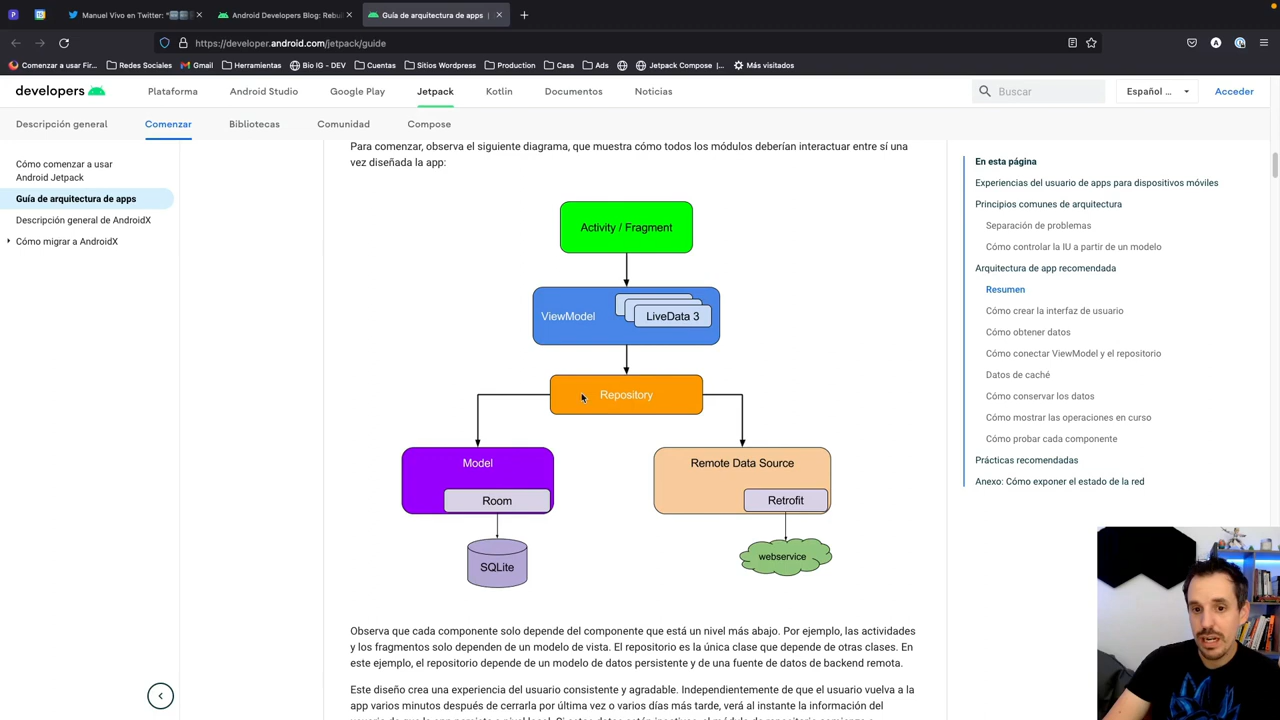 Manuel Vivo en Twitter: "
Android Developers Blog: Rebui
Guía de arquitectura de apps
https://developer.android.com/jetpack/guide
Comenzar a usar Fir...
Redes Sociales
Gmail
Herramientas
Bio IG - DEV
Cuentas
Sitios Wordpress
Production
Casa
Ads
Jetpack Compose |...
Más visitados
developers
Plataforma
Android Studio
Google Play
Jetpack
Kotlin
Documentos
Noticias
Buscar
Español ...
Acceder
Descripción general
Comenzar
Bibliotecas
Comunidad
Compose
Cómo comenzar a usar
Android Jetpack
Guía de arquitectura de apps
Descripción general de AndroidX
Cómo migrar a AndroidX
Para comenzar, observa el siguiente diagrama, que muestra cómo todos los módulos deberían interactuar entre sí una
vez diseñada la app:
Activity / Fragment
ViewModel
LiveData 3
Repository
Model
Room
SQLite
Remote Data Source
Retrofit
webservice
Observa que cada componente solo depende del componente que está un nivel más abajo. Por ejemplo, las actividades
y los fragmentos solo dependen de un modelo de vista. El repositorio es la única clase que depende de otras clases. En
este ejemplo, el repositorio depende de un modelo de datos persistente y de una fuente de datos de backend remota.
Este diseño crea una experiencia del usuario consistente y agradable. Independientemente de que el usuario vuelva a la
app varios minutos después de cerrarla por última vez o varios días más tarde, verá al instante la información del
En esta página
Experiencias del usuario de apps para dispositivos móviles
Principios comunes de arquitectura
Separación de problemas
Cómo controlar la IU a partir de un modelo
Arquitectura de app recomendada
Resumen
Cómo crear la interfaz de usuario
Cómo obtener datos
Cómo conectar ViewModel y el repositorio
Datos de caché
Cómo conservar los datos
Cómo mostrar las operaciones en curso
Cómo probar cada componente
Prácticas recomendadas
Anexo: Cómo exponer el estado de la red